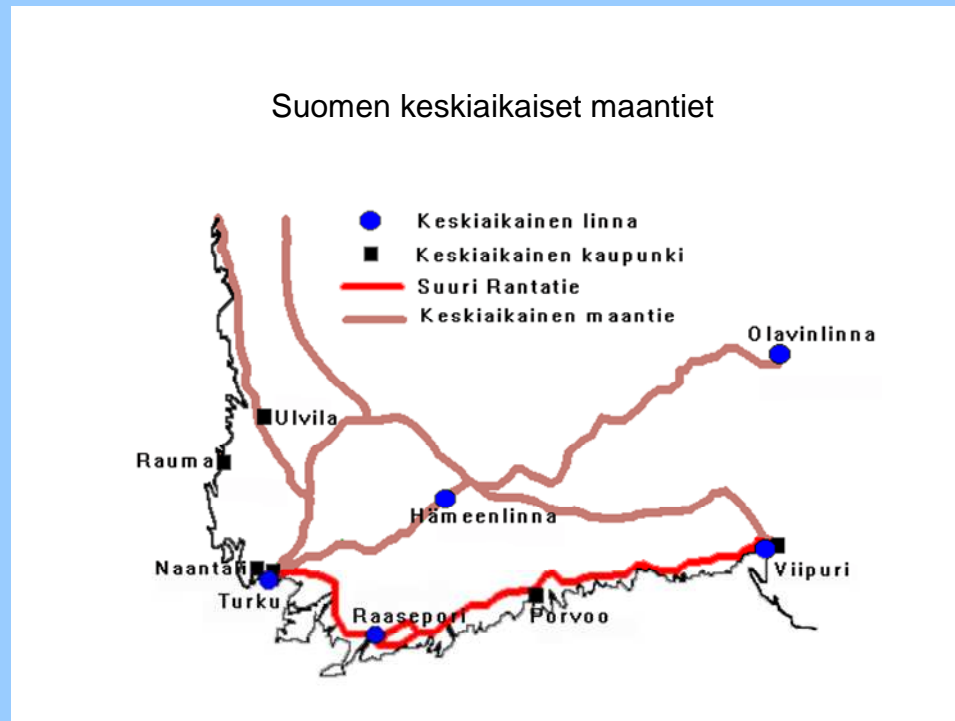 Suomen keskiaikaiset maantiet
Keskiaikainen linna
Keskiaikainen kaupunki
Suuri Rantatie
Keskiaikainen maantie
Olavinlinna
Ulvila
Rauma
Hämeenlinna
Naantali
Turku
Viipuri
Raasepori
Porvoo